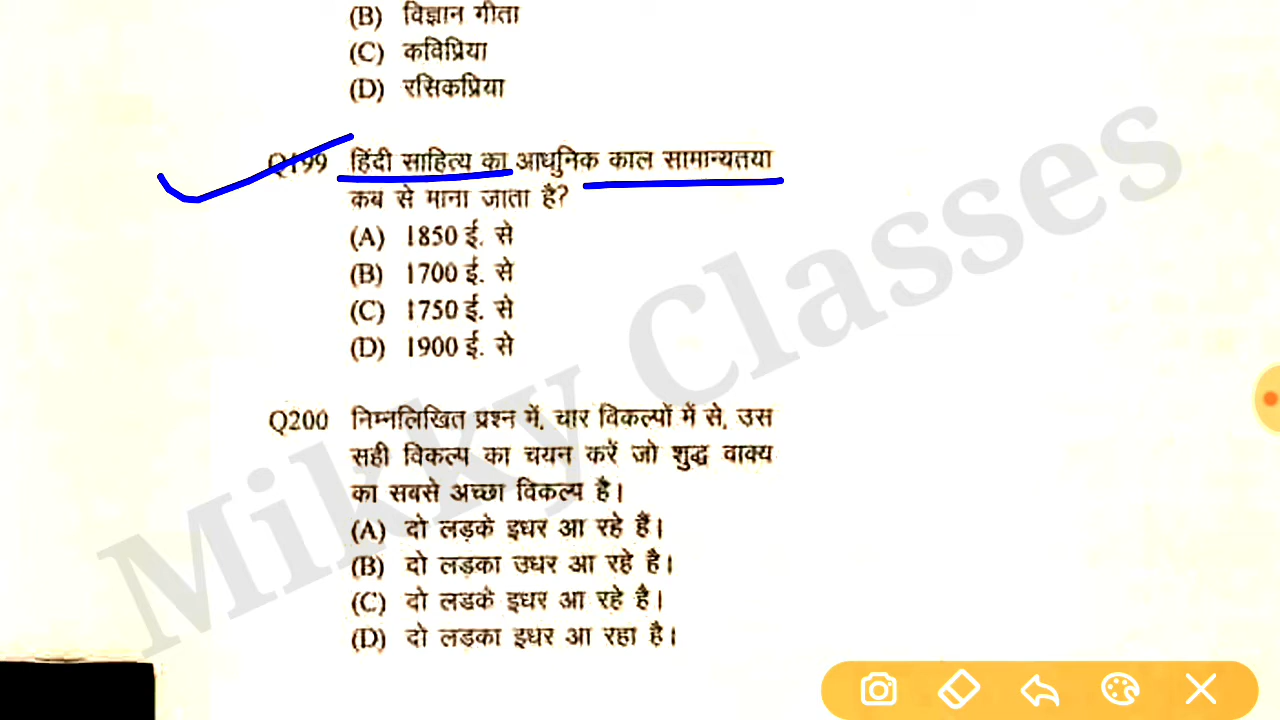 (B) विज्ञान गीता
(C) कविप्रिया
(D) रसिकप्रिया
Q199 हिंदी साहित्य का आधुनिक काल सामान्यतया
कब से माना जाता है?
(A) 1850 ई. से
(B) 1700 ई. से
(C) 1750 ई. से
(D) 1900 ई. से
Q200 निम्नलिखित प्रश्न में, चार विकल्पों में से, उस
सही विकल्प का चयन करें जो शुद्ध वाक्य
का सबसे अच्छा विकल्प है।
(A) दो लड़के इधर आ रहे हैं।
(B) दो लड़का उधर आ रहे है।
(C) दो लडके इधर आ रहे है।
(D) दो लड़का इधर आ रहा है।
Mikky Classes